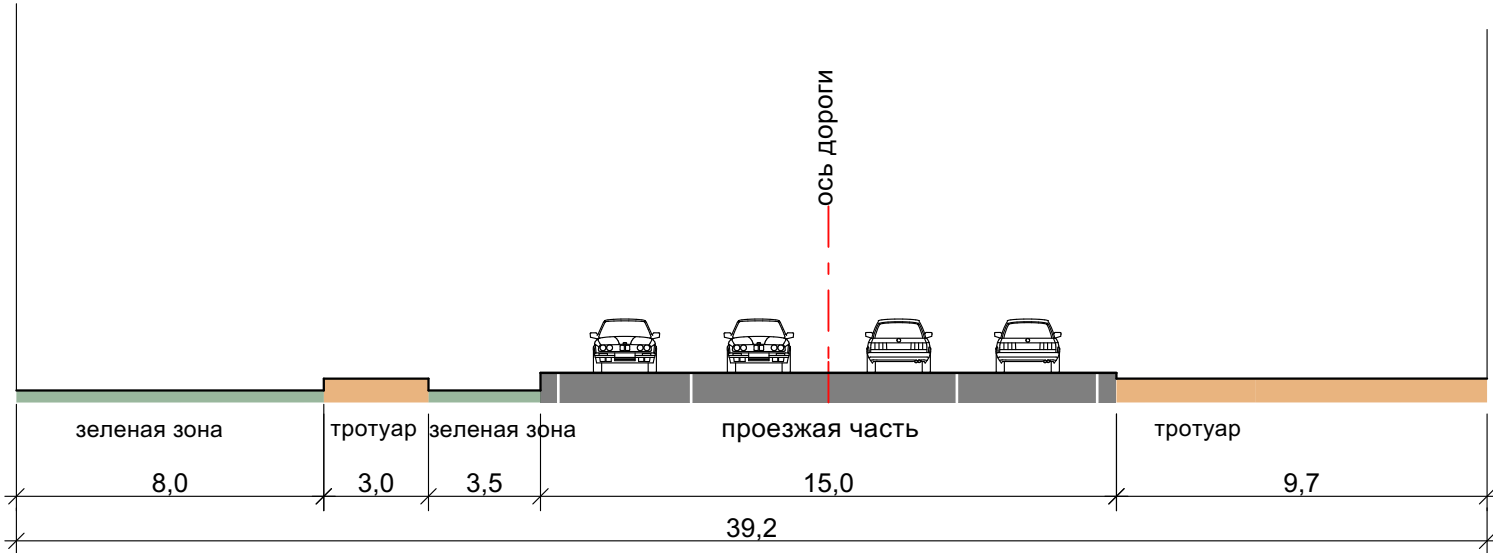 ось дороги
зеленая зона
тротуар
зеленая зона
проезжая часть
тротуар
8,0
3,0
3,5
15,0
9,7
39,2